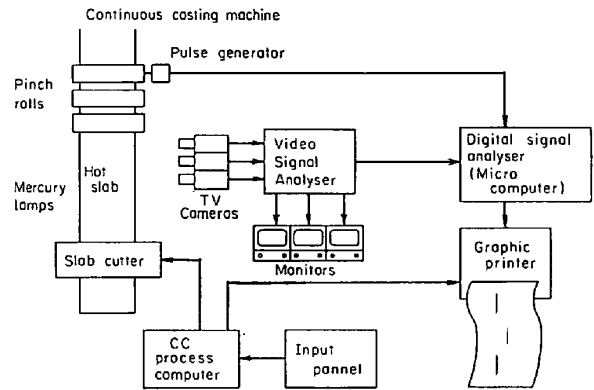 Continuous casting machine
Pulse generator
Pinch
rolls
Mercury
lamps
Hot
slab
TV
Cameras
Video
Signal
Analyser
Monitors
Digital signal
analyser
(Micro
computer)
Graphic
printer
Slab cutter
CC
process
computer
Input
pannel